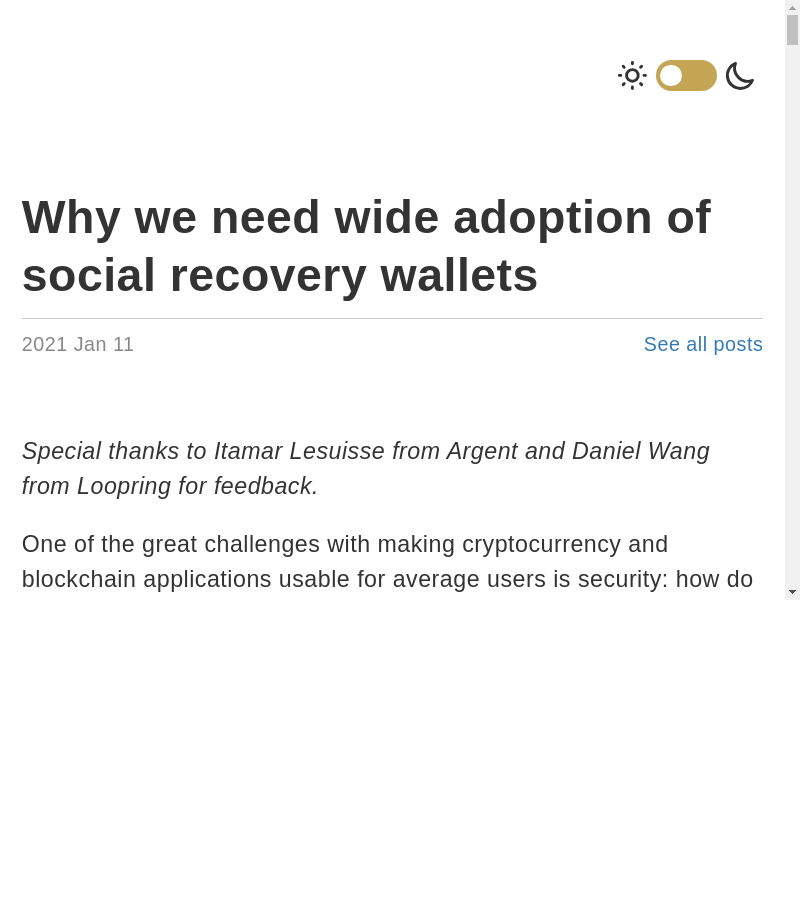 Why we need wide adoption of
social recovery wallets
2021 Jan 11
See all posts
Special thanks to Itamar Lesuisse from Argent and Daniel Wang
from Loopring for feedback.
One of the great challenges with making cryptocurrency and
blockchain applications usable for average users is security: how do